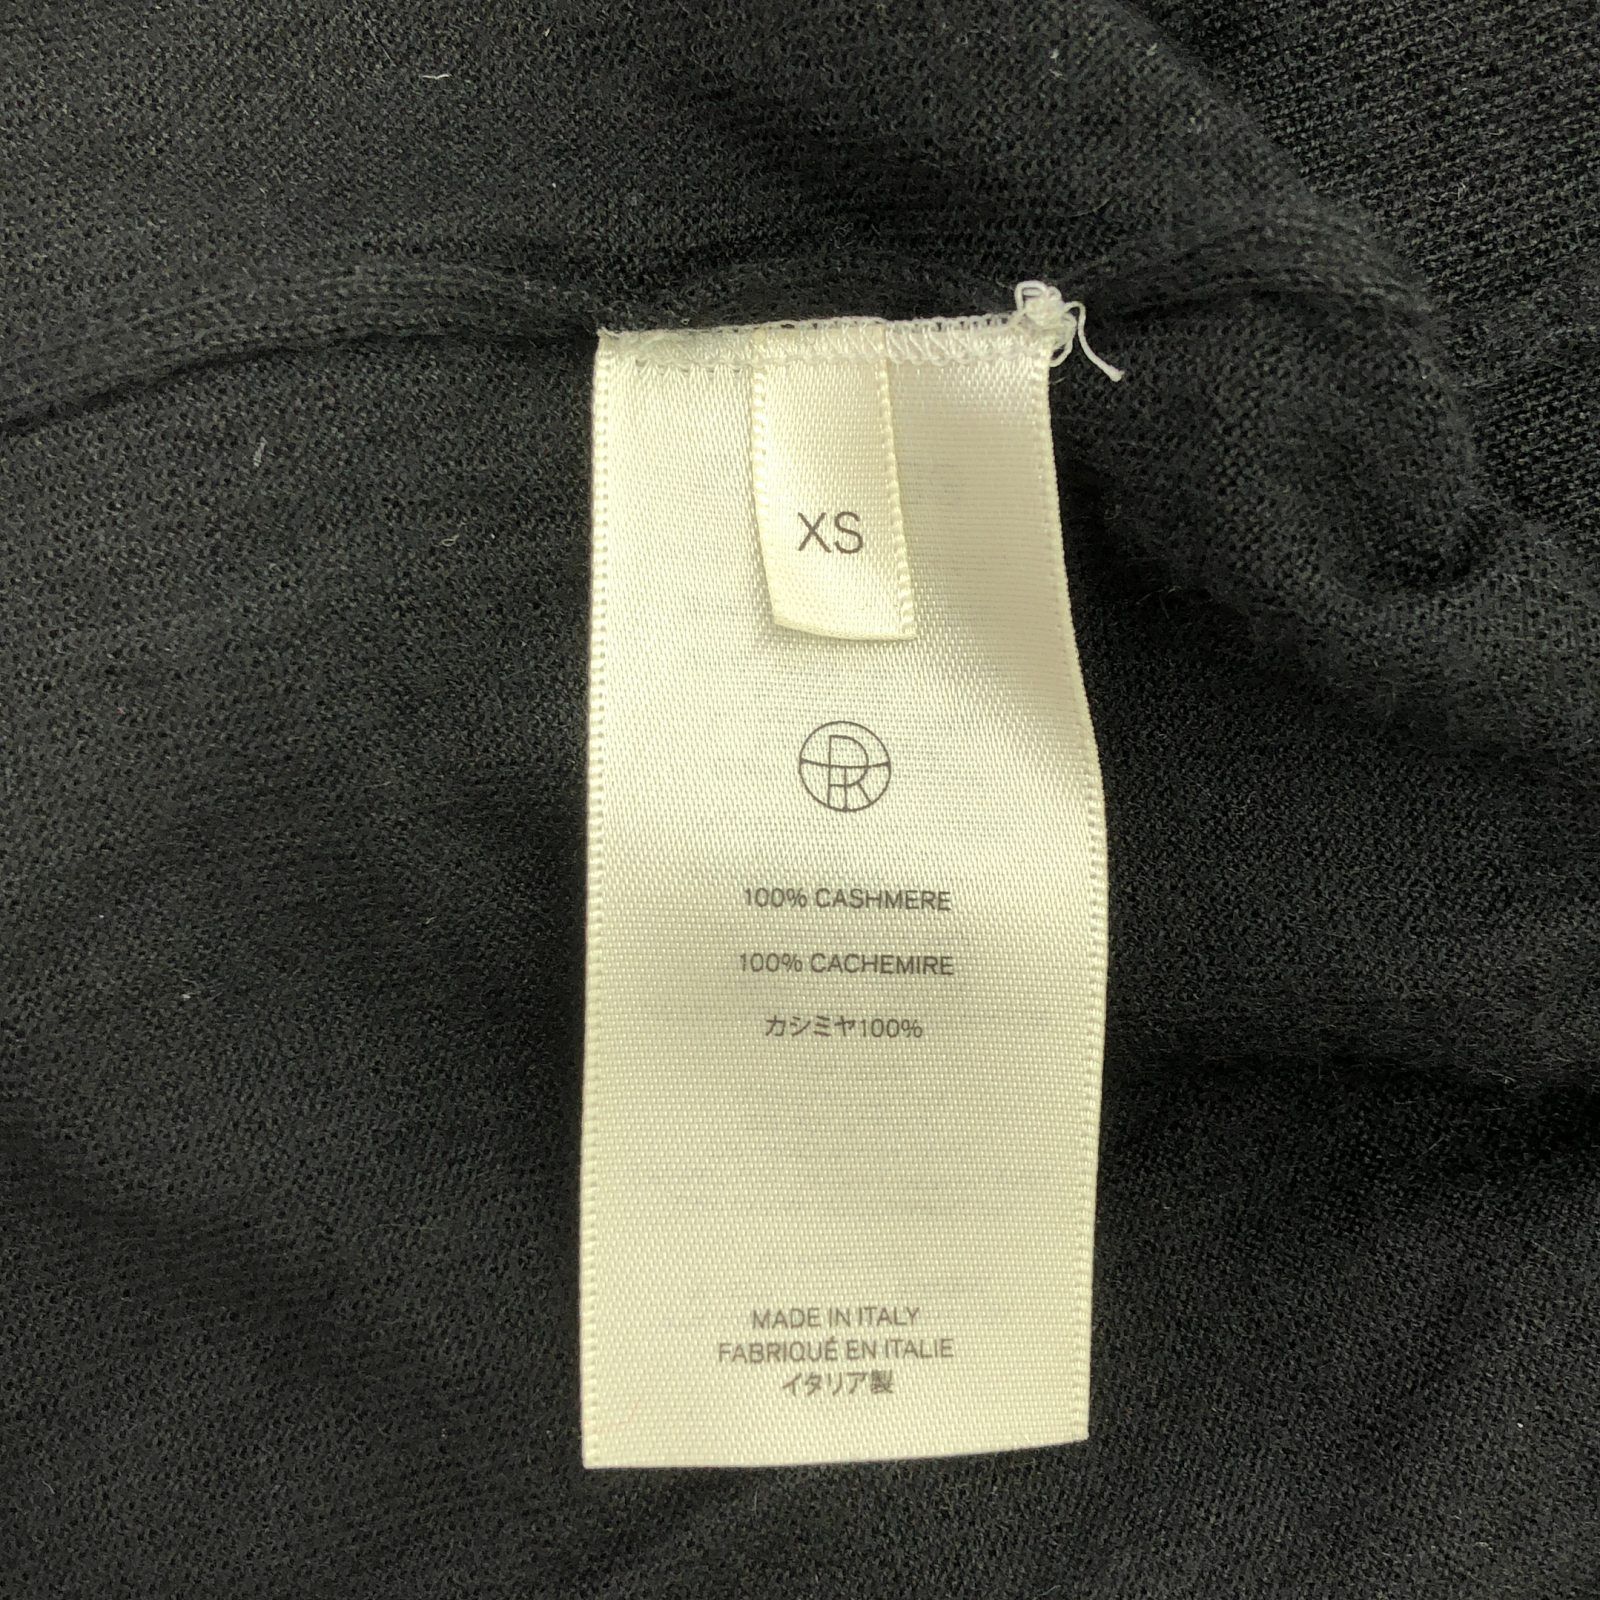 XS
100% CASHMERE
100% CACHEMIRE
カシミヤ100%
MADE IN ITALY
FABRIQUÉ EN ITALIE
イタリア製